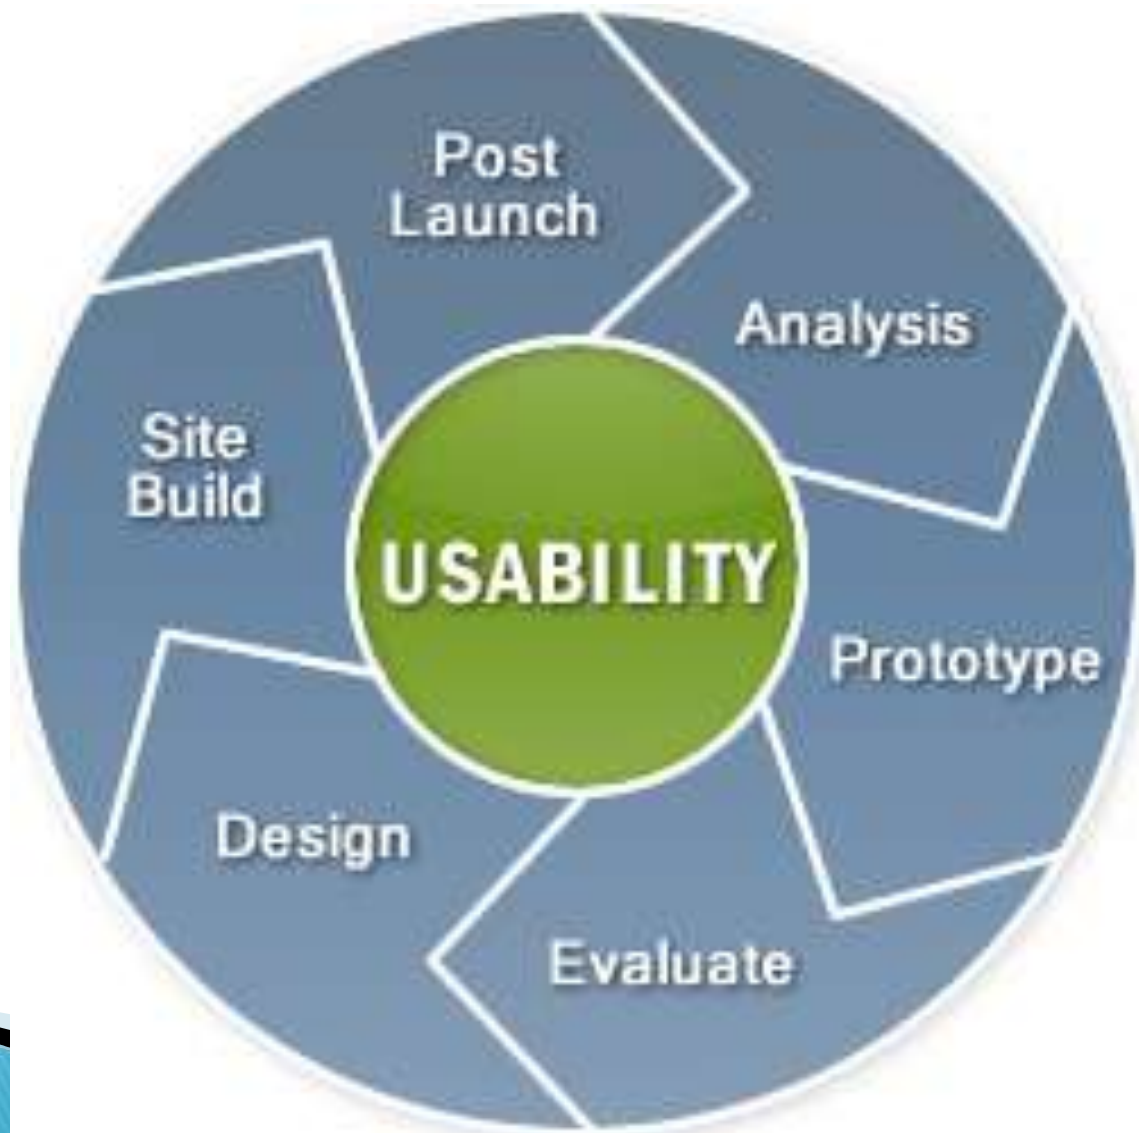 Post
Launch
Analysis
Site
Build
USABILITY
Prototype
Design
Evaluate